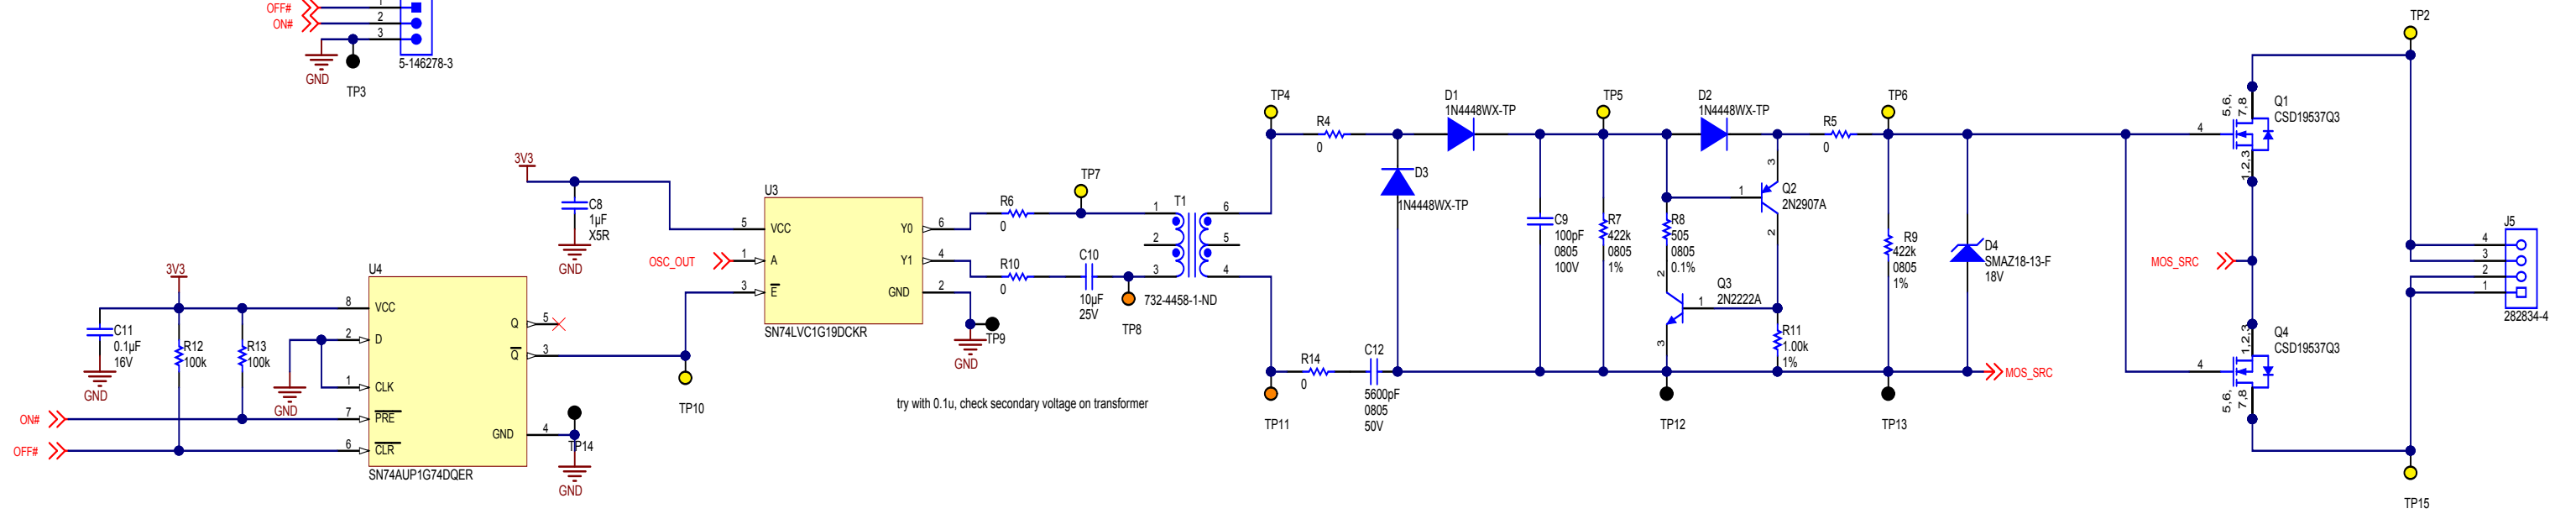 OFF#
ON#
1
2
3
5-146278-3
GND
TP3
3V3
C8
1µF
X5R
GND
OSC_OUT
U3
5
VCC
1
A
3
E
Y0
6
Y1
4
GND
2
SN74LVC1G19DCKR
TP9
GND
R6
0
R10
0
TP7
C10
10µF
25V
TP8
T1
1
2
3
6
5
4
732-4458-1-ND
try with 0.1u, check secondary voltage on transformer
3V3
C11
0.1µF
16V
GND
R12
100k
R13
100k
GND
ON#
OFF#
U4
8
VCC
2
D
1
CLK
7
PRE
6
CLR
Q
5
Q
3
GND
4
SN74AUP1G74DQER
TP10
TP14
GND
TP4
R4
0
D1
1N4448WX-TP
D3
1N4448WX-TP
TP11
R14
0
C12
5600pF
0805
50V
C9
100pF
0805
100V
TP5
R7
422k
0805
1%
D2
1N4448WX-TP
R8
505
0805
0.1%
1
3
2
Q2
2N2907A
Q3
2N2222A
2
1
3
R11
1.00k
1%
TP12
R5
0
TP6
R9
422k
0805
1%
D4
SMAZ18-13-F
18V
TP13
MOS_SRC
4
5,6,
7,8
1,2,3
Q1
CSD19537Q3
MOS_SRC
4
1,2,3
5,6,
7,8
Q4
CSD19537Q3
TP2
TP15
J5
4
3
2
1
282834-4